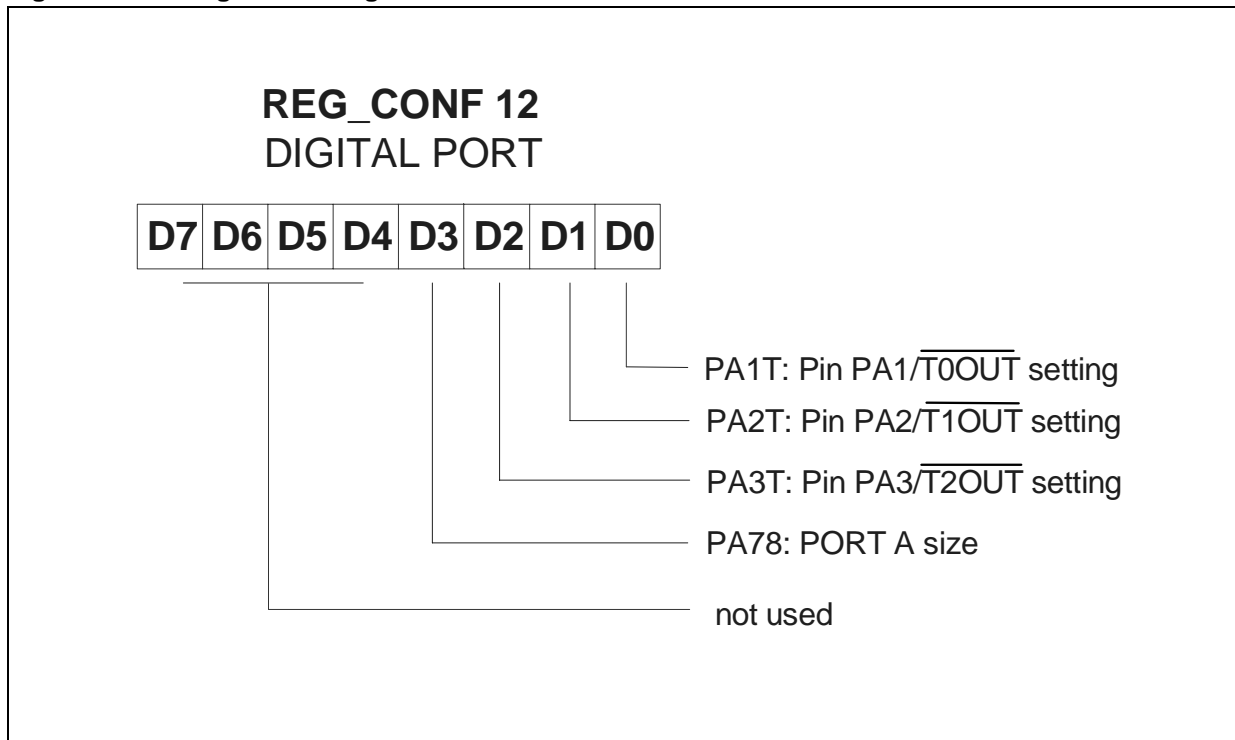 REG_CONF 12
DIGITAL PORT
D7 D6 D5 D4 D3 D2 D1 D0
PA1T: Pin PA1/T0OUT setting
PA2T: Pin PA2/T1OUT setting
PA3T: Pin PA3/T2OUT setting
PA78: PORT A size
not used